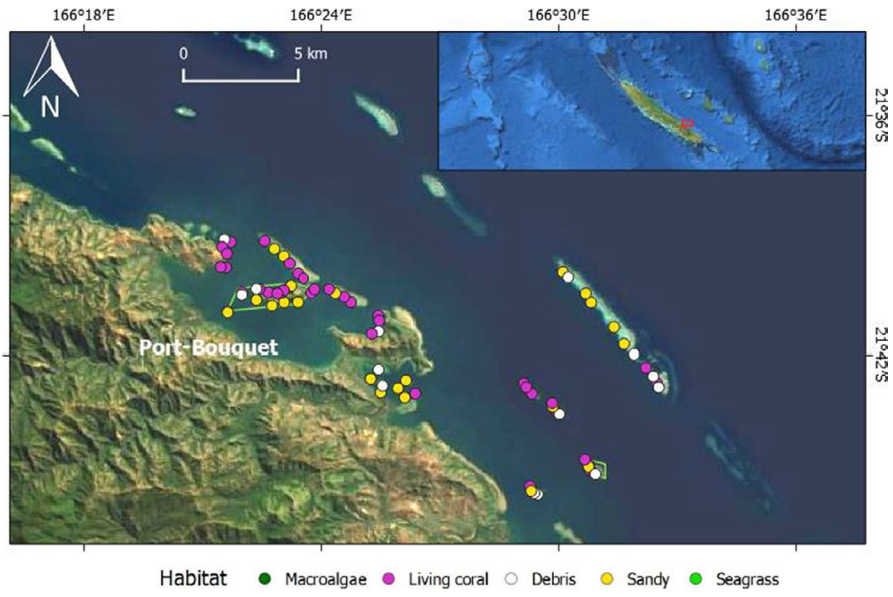 166°18′E 166°24′E 166°30′E 166°36′E
0 5 km
N
21°36′S
Port-Bouquet
21°42′S
Habitat Macroalgae Living coral Debris Sandy Seagrass